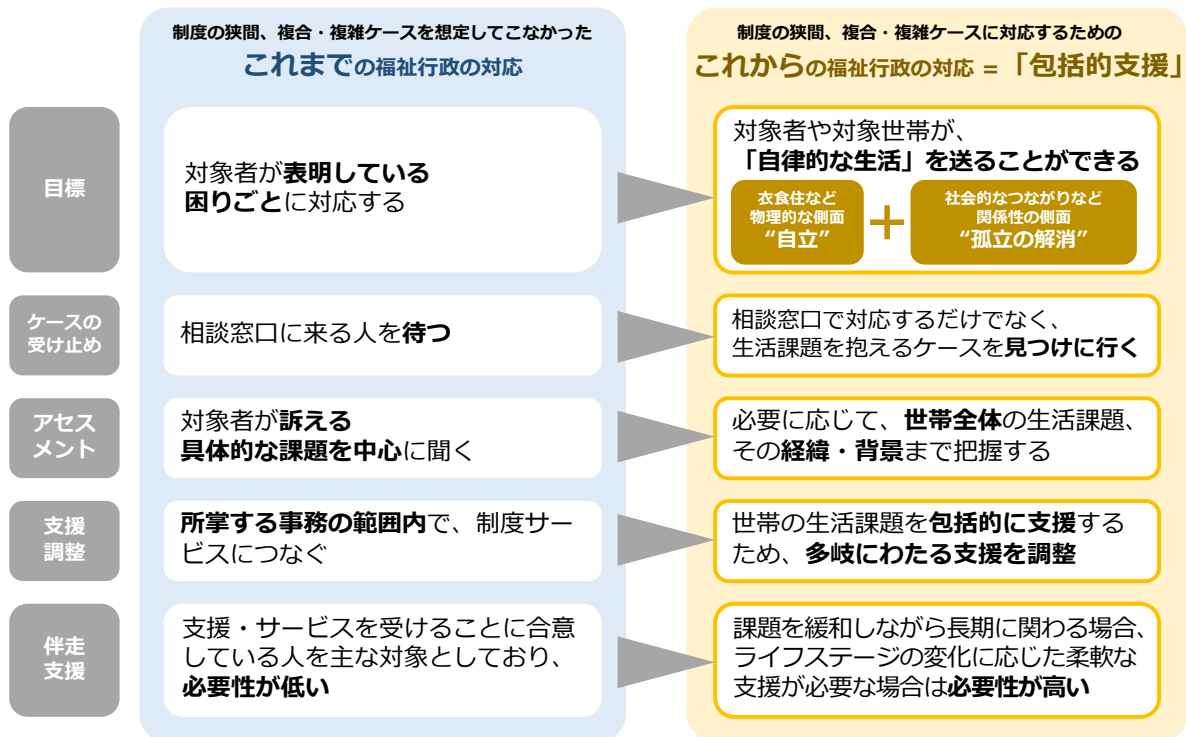 制度の狭間、複合・複雑ケースを想定してこなかった
これまでの福祉行政の対応
制度の狭間、複合・複雑ケースに対応するための
これからの福祉行政の対応 = 「包括的支援」
目標
対象者が表明している
困りごとに対応する
対象者や対象世帯が、
「自律的な生活」を送ることができる
衣食住など
物理的な側面
“自立”
+
社会的なつながりなど
関係性の側面
“孤立の解消”
ケースの
受け止め
相談窓口に来る人を待つ
相談窓口で対応するだけでなく、
生活課題を抱えるケースを見つけに行く
アセス
メント
対象者が訴える
具体的な課題を中心に聞く
必要に応じて、世帯全体の生活課題、
その経緯・背景まで把握する
支援
調整
所掌する事務の範囲内で、制度サー
ビスにつなぐ
世帯の生活課題を包括的に支援する
ため、多岐にわたる支援を調整
伴走
支援
支援・サービスを受けることに合意
している人を主な対象としており、
必要性が低い
課題を緩和しながら長期に関わる場合、
ライフステージの変化に応じた柔軟な
支援が必要な場合は必要性が高い